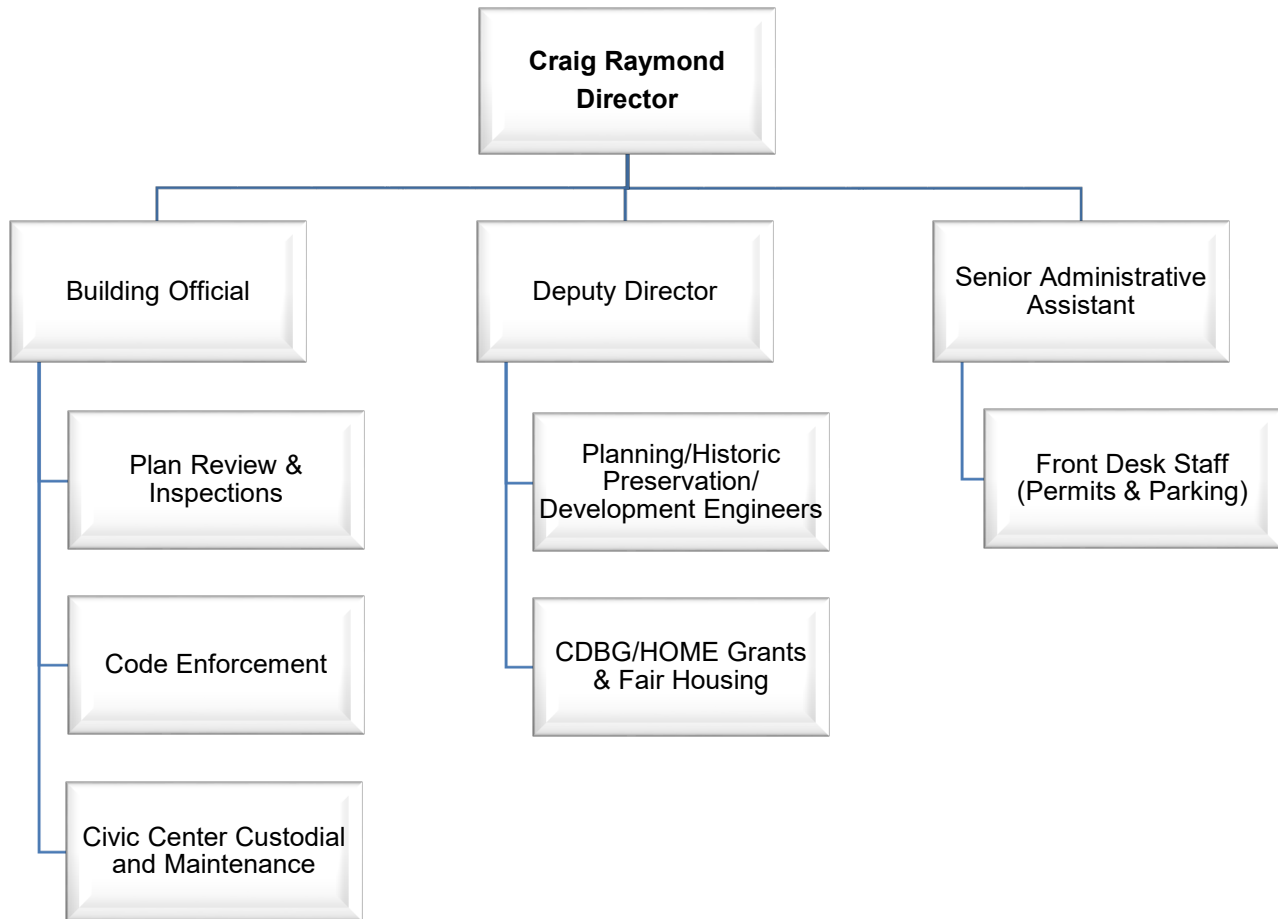 Craig Raymond
Director
Building Official
Deputy Director
Senior Administrative
Assistant
Plan Review &
Inspections
Planning/Historic
Preservation/
Development Engineers
Front Desk Staff
(Permits & Parking)
Code Enforcement
CDBG/HOME Grants
& Fair Housing
Civic Center Custodial
and Maintenance